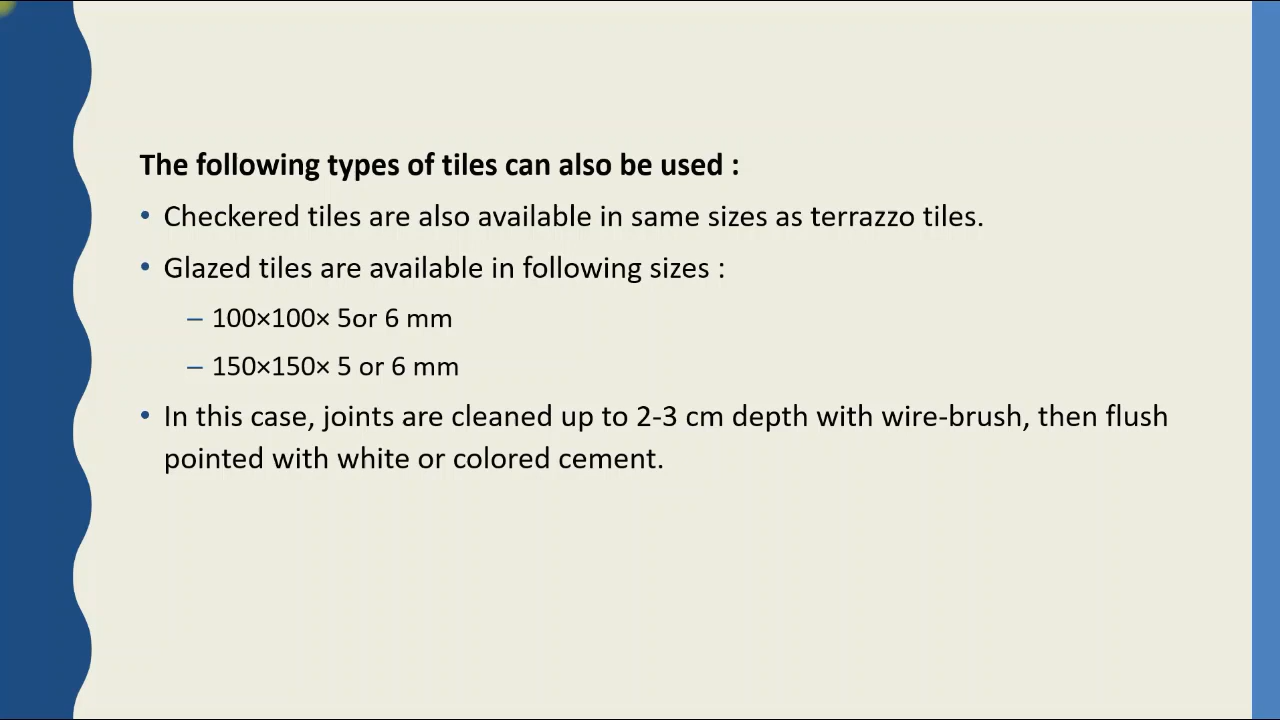 The following types of tiles can also be used :
• Checkered tiles are also available in same sizes as terrazzo tiles.
• Glazed tiles are available in following sizes :
– 100×100× 5or 6 mm
– 150×150× 5 or 6 mm
• In this case, joints are cleaned up to 2-3 cm depth with wire-brush, then flush
pointed with white or colored cement.